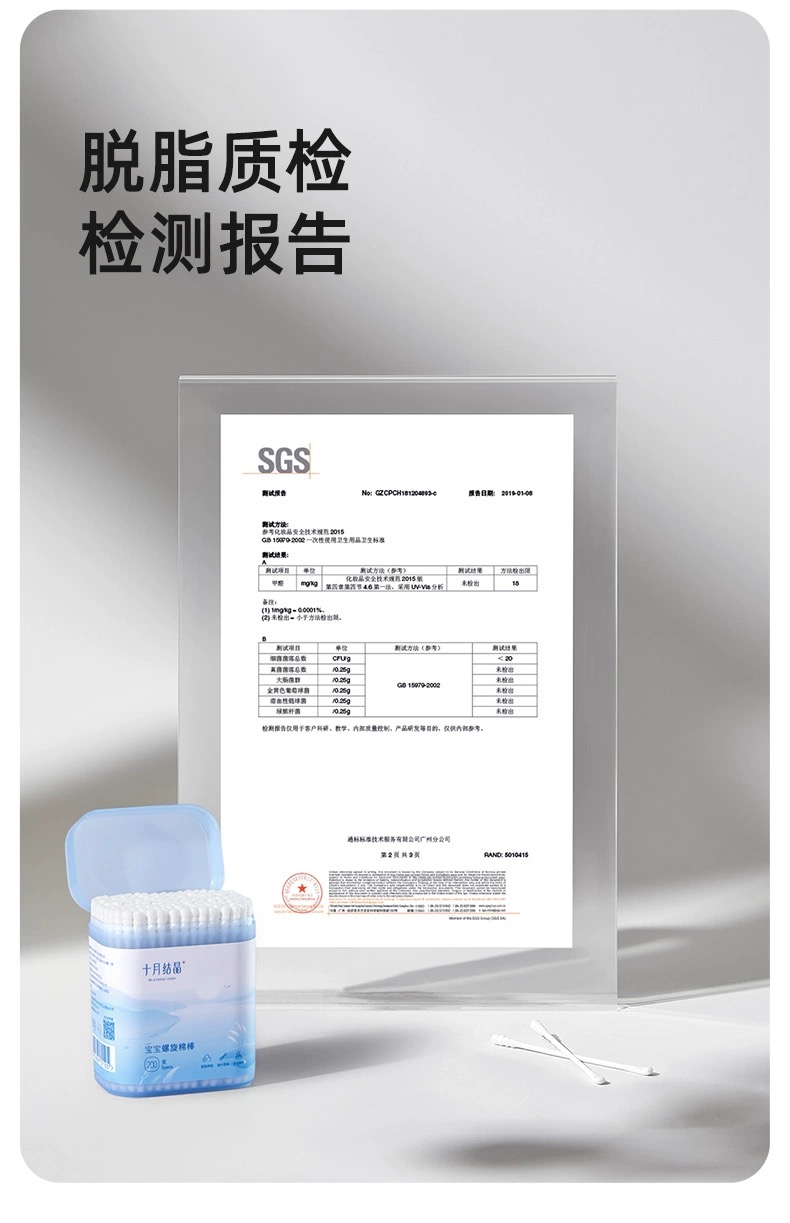 脱脂质检
检测报告
SGS
测试报告 No: GZCPCH181204893-c 报告日期: 2019-01-08
测试方法:
参考化妆品安全技术规范 2015
GB 15979-2002 一次性使用卫生用品卫生标准
测试结果:
A
测试项目 单位 测试方法（参考） 测试结果 方法检出限
甲醛 mg/kg 化妆品安全技术规范 2015 版
第四章第四节 4.6 第一法，采用 UV-Vis 分析 未检出 15
备注:
(1) 1mg/kg = 0.0001%。
(2) 未检出 = 小于方法检出限。
B
测试项目 单位 测试方法（参考） 测试结果
细菌菌落总数 CFU/g GB 15979-2002 < 20
真菌菌落总数 /0.25g 未检出
大肠菌群 /0.25g 未检出
金黄色葡萄球菌 /0.25g 未检出
溶血性链球菌 /0.25g 未检出
绿脓杆菌 /0.25g 未检出
检测报告仅用于客户科研、教学、内部质量控制、产品研发等目的，仅供内部参考。
通标标准技术服务有限公司广州分公司
第 2 页 共 3 页 RAND: 5010415
Member of the SGS Group (SGS SA)
十月结晶
宝宝螺旋棉棒
200 支